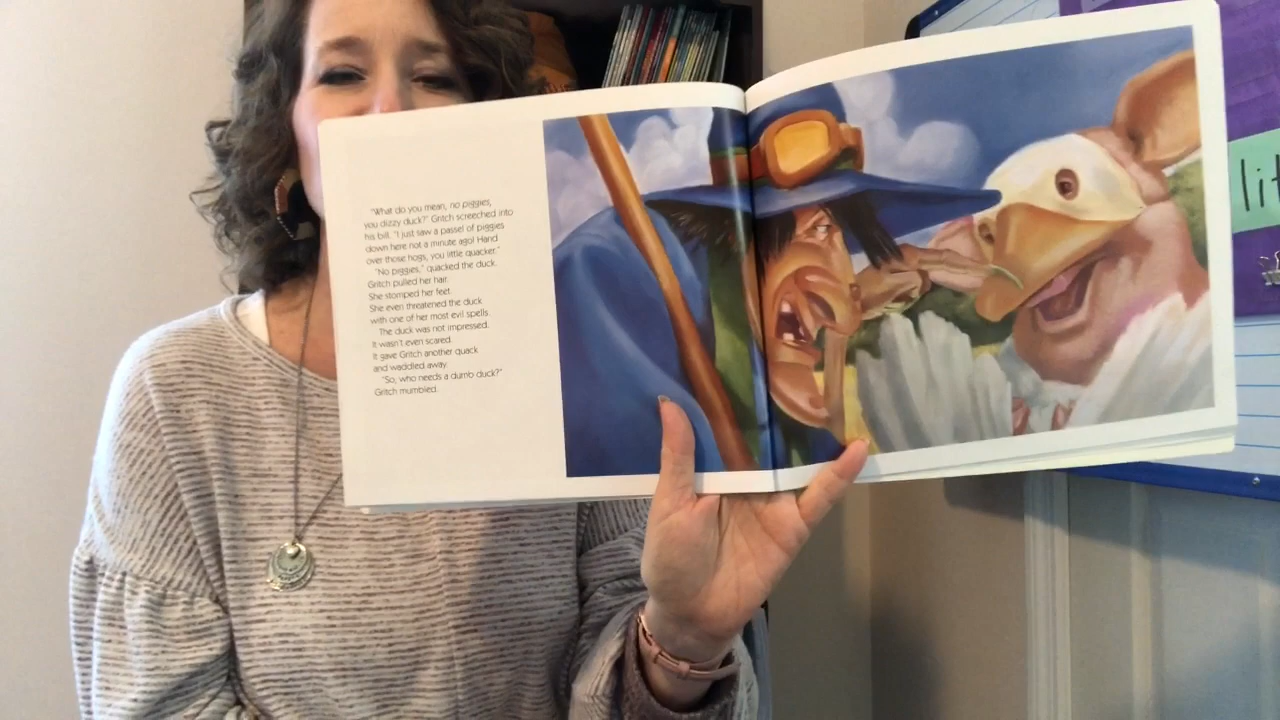 "What do you mean, no piggies,
you dizzy duck?" Gritch screeched into
his bill. "I just saw a passel of piggies
down here not a minute ago! Hand
over those hogs, you little quacker."
"No piggies," quacked the duck.
Gritch pulled her hair.
She stomped her feet.
She even threatened the duck
with one of her most evil spells.
The duck was not impressed.
It wasn't even scared.
It gave Gritch another quack
and waddled away.
"So, who needs a dumb duck?"
Gritch mumbled.